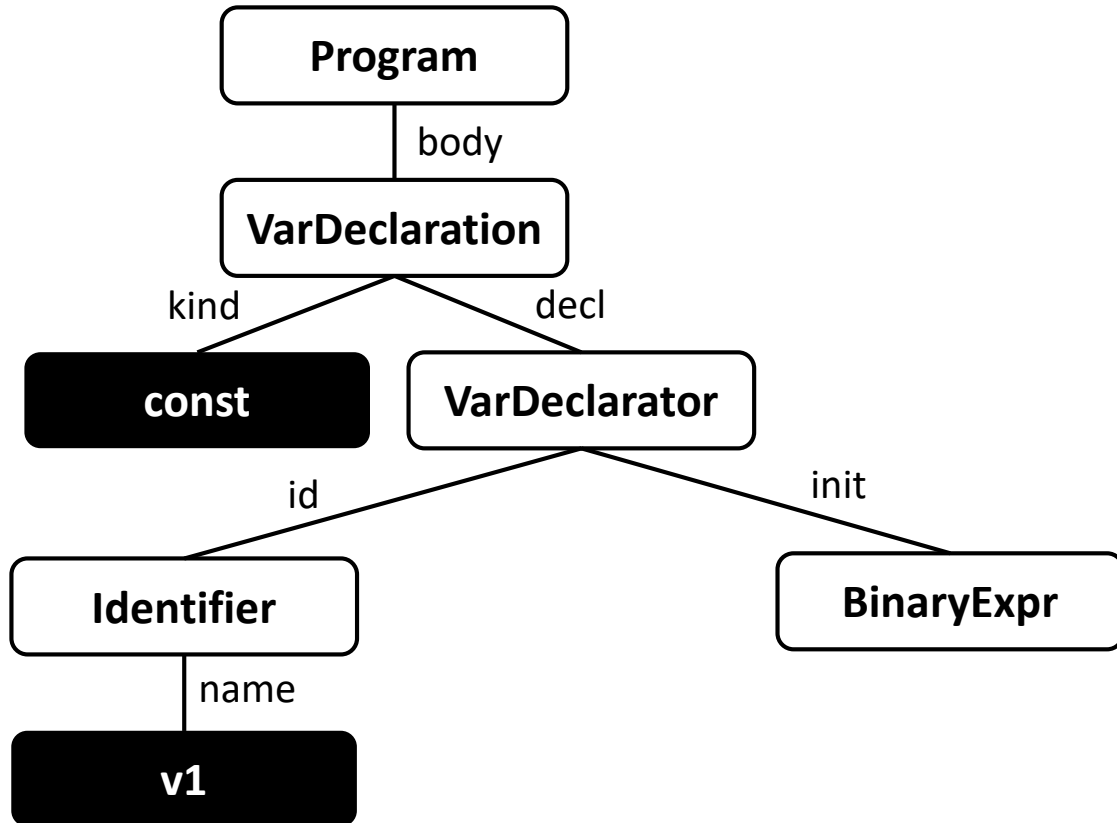 Program
body
VarDeclaration
kind
decl
const
VarDeclarator
id
init
Identifier
BinaryExpr
name
v1